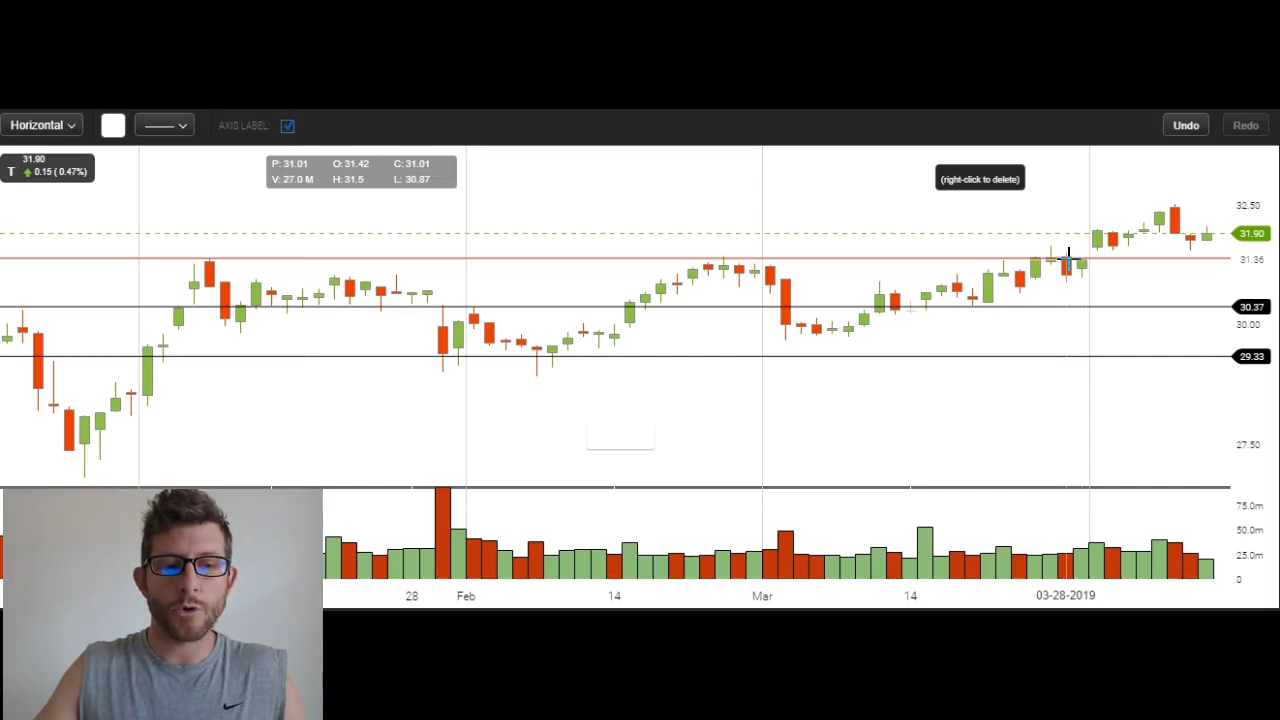 Horizontal
AXIS LABEL:
Undo
Redo
T
31.90
0.15 ( 0.47%)
P: 31.01 O: 31.42 C: 31.01
V: 27.0 M H: 31.5 L: 30.87
(right-click to delete)
32.50
31.90
31.36
30.37
30.00
29.33
27.50
75.0m
50.0m
25.0m
0
28 Feb 14 Mar 14 03-28-2019